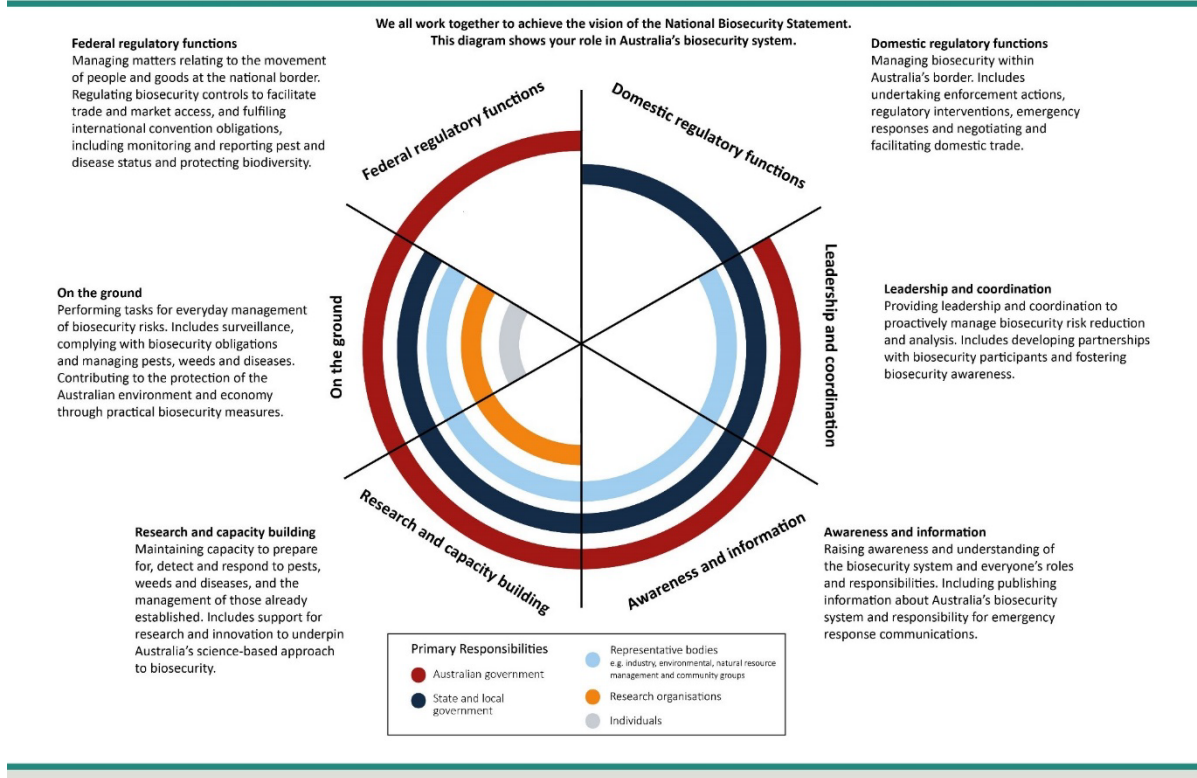 We all work together to achieve the vision of the National Biosecurity Statement.
This diagram shows your role in Australia's biosecurity system.
Federal regulatory functions
Managing matters relating to the movement
of people and goods at the national border.
Regulating biosecurity controls to facilitate
trade and market access, and fulfiling
international convention obligations,
including monitoring and reporting pest and
disease status and protecting biodiversity.
Domestic regulatory functions
Managing biosecurity within
Australia's border. Includes
undertaking enforcement actions,
regulatory interventions, emergency
responses and negotiating and
facilitating domestic trade.
Federal regulatory functions
Domestic regulatory functions
On the ground
Performing tasks for everyday management
of biosecurity risks. Includes surveillance,
complying with biosecurity obligations
and managing pests, weeds and diseases.
Contributing to the protection of the
Australian environment and economy
through practical biosecurity measures.
On the ground
Leadership and coordination
Leadership and coordination
Providing leadership and coordination to
proactively manage biosecurity risk reduction
and analysis. Includes developing partnerships
with biosecurity participants and fostering
biosecurity awareness.
Research and capacity building
Maintaining capacity to prepare
for, detect and respond to pests,
weeds and diseases, and the
management of those already
established. Includes support for
research and innovation to underpin
Australia's science-based approach
to biosecurity.
Research and capacity building
Awareness and information
Awareness and information
Raising awareness and understanding of
the biosecurity system and everyone's roles
and responsibilities. Including publishing
information about Australia's biosecurity
system and responsibility for emergency
response communications.
Primary Responsibilities
Australian government
State and local
government
Representative bodies
e.g. industry, environmental, natural resource
management and community groups
Research organisations
Individuals